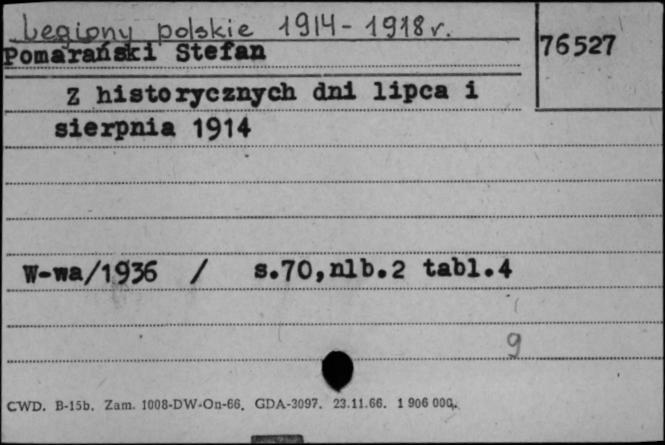 Legiony polskie 1914-1918r.
Pomarański Stefan
76527
Z historycznych dni lipca i
sierpnia 1914
W-wa/1936 / s.70,nlb.2 tabl.4
9
CWD. B-15b. Zam. 1008-DW-On-66. GDA-3097. 23.11.66. 1 906 000.